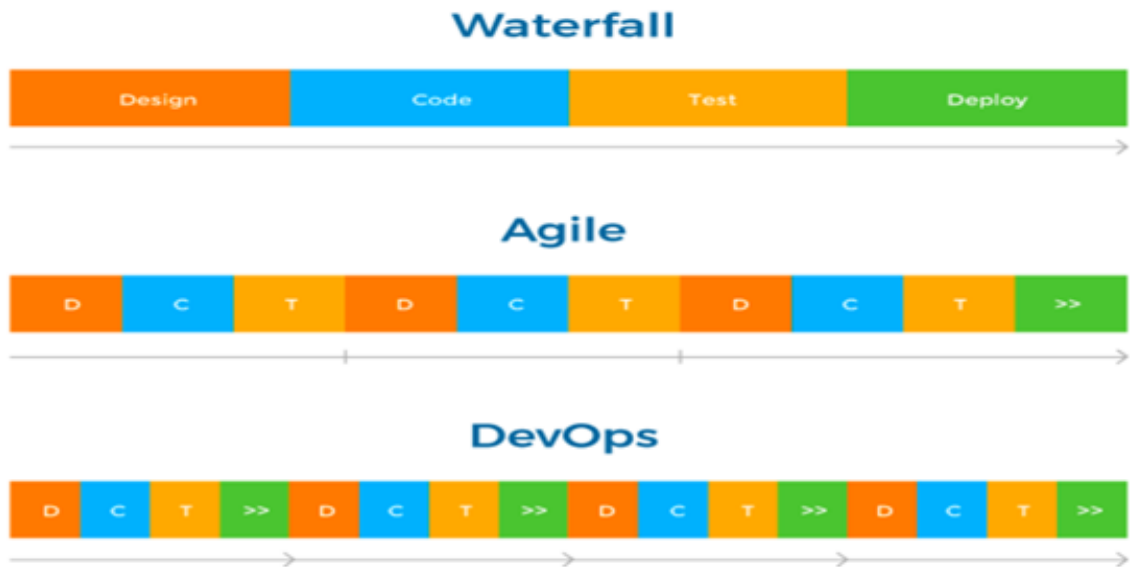 Waterfall
Design Code Test Deploy
Agile
D C T D C T D C T >>
DevOps
D C T >> D C T >> D C T >> D C T >>